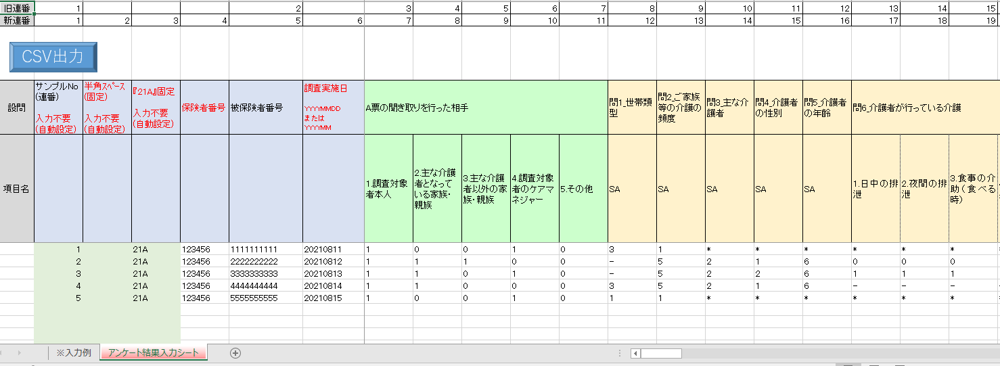 旧連番 1 2 3 4 5 6 7 8 9 10 11 12 13 14 15
新連番 1 2 3 4 5 6 7 8 9 10 11 12 13 14 15 16 17 18 19
CSV出力
設問
サンプルNo
(連番)
入力不要
(自動設定)
半角ｽﾍﾟｰｽ
(固定)
入力不要
(自動設定)
『21A』固定
入力不要
(自動設定)
保険者番号
被保険者番号
調査実施日
YYYYMMDD
または
YYYYMM
A票の聞き取りを行った相手
問1_世帯類
型
問2_ご家族
等の介護の
頻度
問3_主な介
護者
問4_介護者
の性別
問5_介護者
の年齢
問6_介護者が行っている介護
項目名
1.調査対象
者本人
2.主な介護
者となって
いる家族・
親族
3.主な介護
者以外の家
族・親族
4.調査対象
者のケアマ
ネジャー
5.その他
SA
SA
SA
SA
SA
1.日中の排
泄
2.夜間の排
泄
3.食事の介
助（食べる
時）
1 21A 123456 1111111111 20210811 1 0 0 1 0 3 1 * * * * * *
2 21A 123456 2222222222 20210812 1 1 1 0 0 - 5 2 1 6 0 0 0
3 21A 123456 3333333333 20210813 1 1 0 1 0 - 5 2 2 6 1 1 1
4 21A 123456 4444444444 20210814 1 1 0 0 0 3 5 2 1 6 - - -
5 21A 123456 5555555555 20210815 1 0 0 1 0 1 1 * * * * * *
※入力例 アンケート結果入力シート